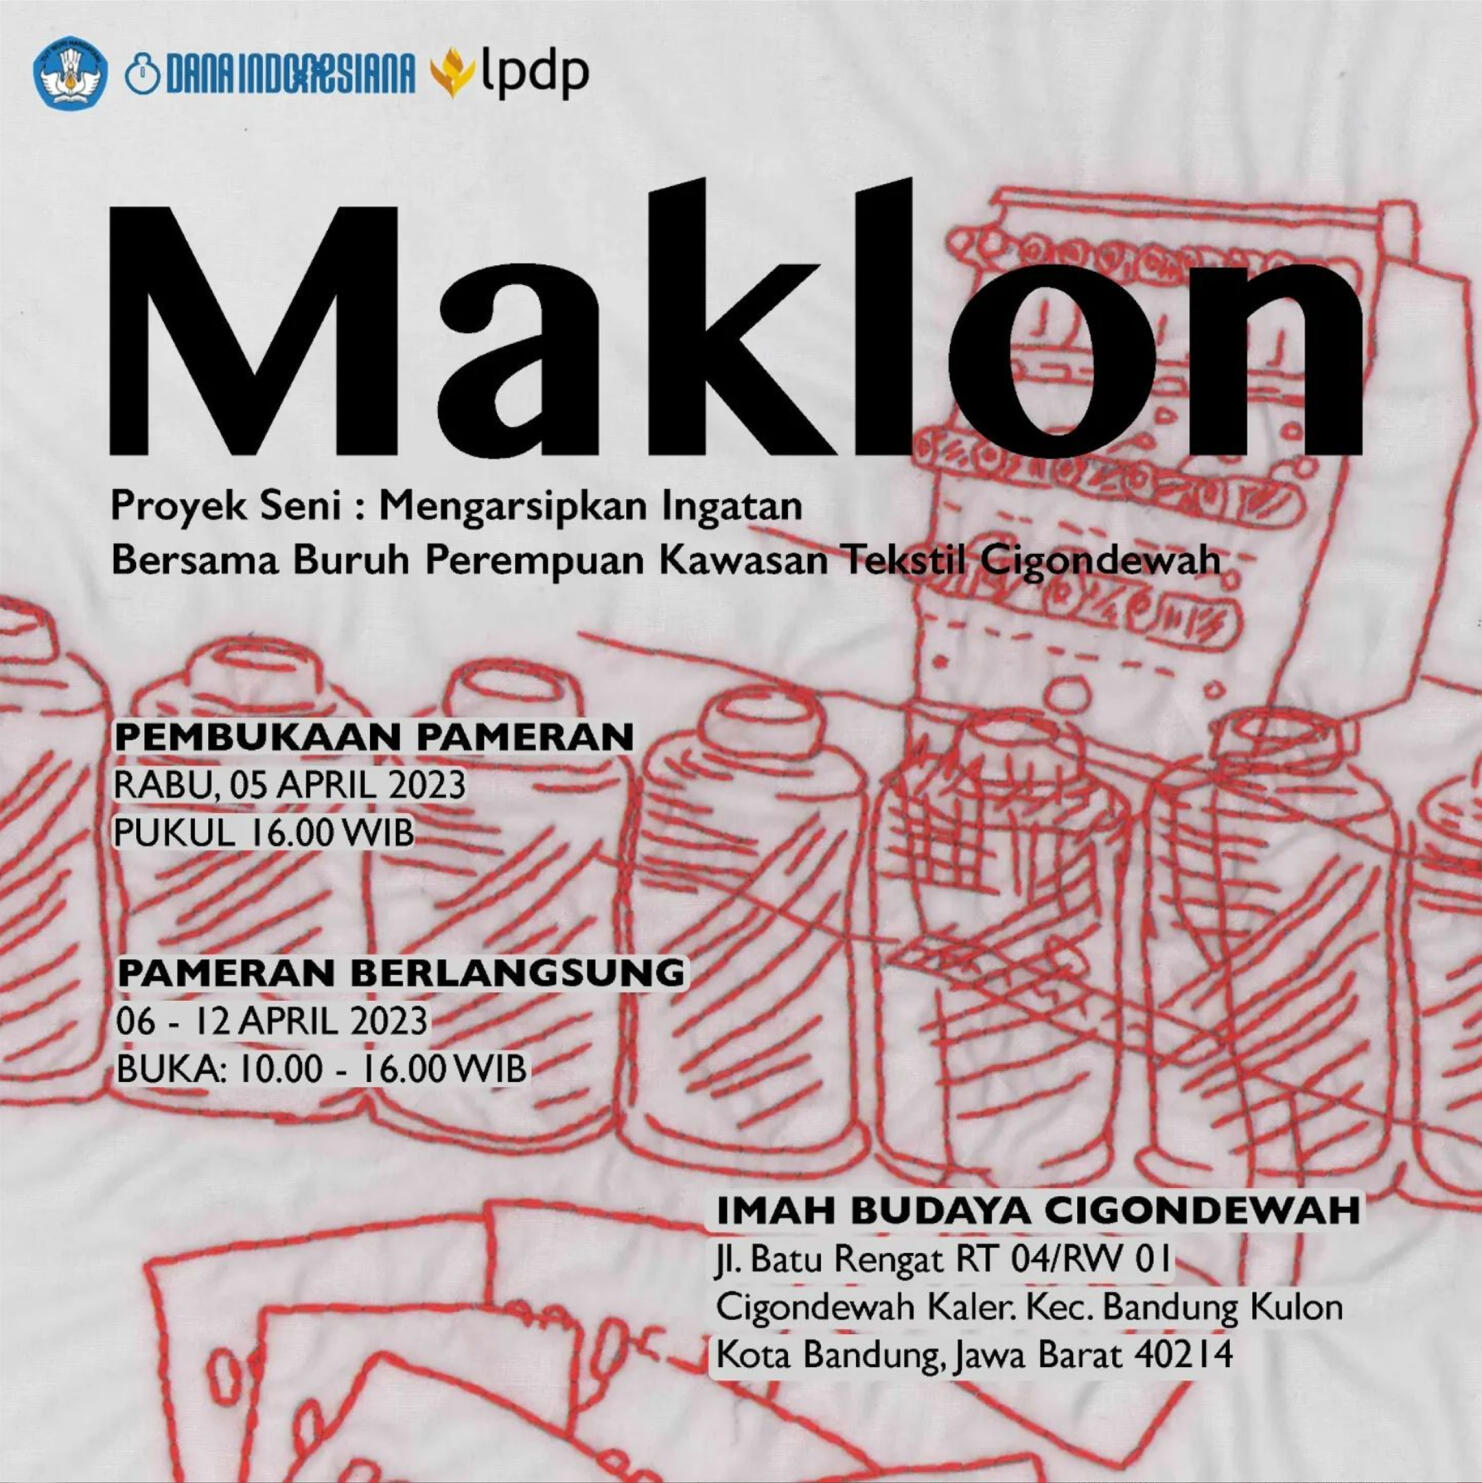 DANA INDONESIANA lpdp
Maklon
Proyek Seni : Mengarsipkan Ingatan
Bersama Buruh Perempuan Kawasan Tekstil Cigondewah
PEMBUKAAN PAMERAN
RABU, 05 APRIL 2023
PUKUL 16.00 WIB
PAMERAN BERLANGSUNG
06 - 12 APRIL 2023
BUKA: 10.00 - 16.00 WIB
IMAH BUDAYA CIGONDEWAH
Jl. Batu Rengat RT 04/RW 01
Cigondewah Kaler. Kec. Bandung Kulon
Kota Bandung, Jawa Barat 40214